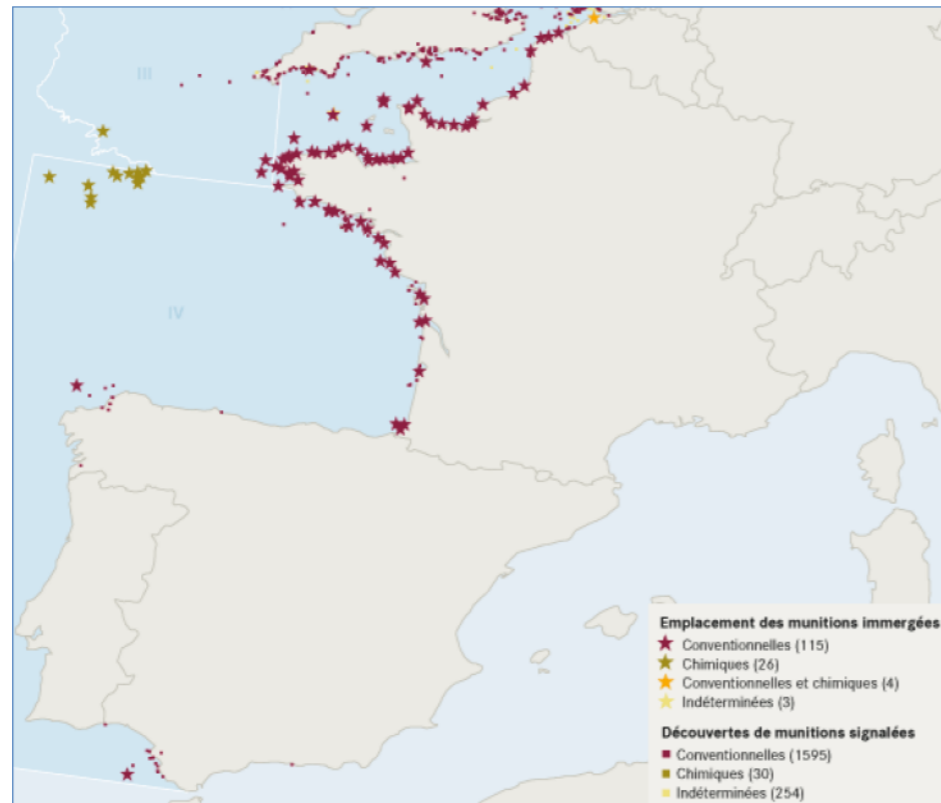 III
IV
Emplacement des munitions immergées
Conventionnelles (115)
Chimiques (26)
Conventionnelles et chimiques (4)
Indéterminées (3)
Découvertes de munitions signalées
Conventionnelles (1595)
Chimiques (30)
Indéterminées (254)